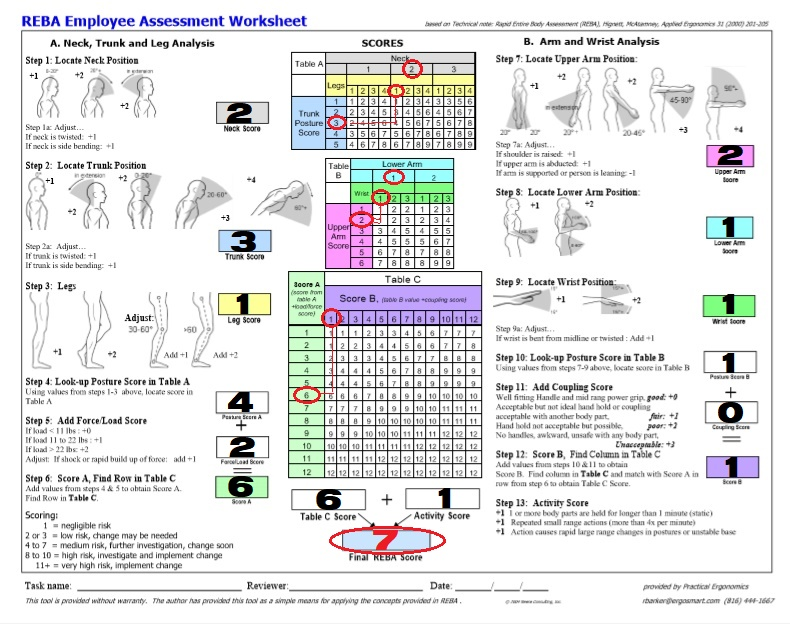 REBA Employee Assessment Worksheet
based on Technical note: Rapid Entire Body Assessment (REBA), Hignett, McAtamney, Applied Ergonomics 31 (2000) 201-205
A. Neck, Trunk and Leg Analysis
Step 1: Locate Neck Position
+1
0-20°
+2
20°+
+2
in extension
Step 1a: Adjust…
If neck is twisted: +1
If neck is side bending: +1
2
Neck Score
Step 2: Locate Trunk Position
+1
0°
+2
in extension
+2
0-20°
20-60°
+3
+4
60°+
Step 2a: Adjust…
If trunk is twisted: +1
If trunk is side bending: +1
3
Trunk Score
Step 3: Legs
+1
+2
Adjust:
30-60°
Add +1
>60
Add +2
1
Leg Score
Step 4: Look-up Posture Score in Table A
Using values from steps 1-3 above, locate score in
Table A
4
Posture Score A
+
Step 5: Add Force/Load Score
If load < 11 lbs : +0
If load 11 to 22 lbs : +1
If load > 22 lbs: +2
Adjust: If shock or rapid build up of force: add +1
2
Force/Load Score
Step 6: Score A, Find Row in Table C
Add values from steps 4 & 5 to obtain Score A.
Find Row in Table C.
6
Score A
Scoring:
1 = negligible risk
2 or 3 = low risk, change may be needed
4 to 7 = medium risk, further investigation, change soon
8 to 10 = high risk, investigate and implement change
11+ = very high risk, implement change
SCORES
Table A
Neck
1 2 3
Legs
1 2 3 4 1 2 3 4 1 2 3 4
Trunk Posture Score
1 1 2 3 4 1 2 3 4 3 3 5 6
2
3 2 4 5 6
4 3 5 6 7 5 6 7 8 6 7 8 9
5 4 6 7 8 6 7 8 9 7 8 9 9
Table B
Lower Arm
1 2
Wrist
1 2 3 1 2 3
Upper Arm Score
1 2 2 1 2 3
2 2 3 2 3 4
3 3 4 5 4 5 5
4 4 5 5 5 6 7
5 6 7 8 7 8 8
6 7 8 8 8 9 9
Score A
(score from table A +load/force score)
Table C
Score B, (table B value +coupling score)
1 2 3 4 5 6 7 8 9 10 11 12
1 1 1 1 2 3 3 4 5 6 7 7 7
2 1 2 2 3 4 4 5 6 6 7 7 8
3 2 3 3 3 4 5 6 7 7 8 8 8
4 3 4 4 4 5 6 7 8 8 9 9 9
5 4 4 4 5 6 7 8 8 9 9 9 9
6 6 6 6 7 8 8 9 9 10 10 10 10
7 7 7 7 8 9 9 9 10 10 11 11 11
8 8 8 8 9 10 10 10 10 10 11 11 11
9 9 9 9 10 10 10 11 11 11 12 12 12
10 10 10 10 11 11 11 11 12 12 12 12 12
11 11 11 11 11 12 12 12 12 12 12 12 12
12 12 12 12 12 12 12 12 12 12 12 12 12
6
Table C Score
+
1
Activity Score
7
Final REBA Score
B. Arm and Wrist Analysis
Step 7: Locate Upper Arm Position:
+1
20° 20°
+2
in extension
20°
+2
20-45°
45-90°
+3
90°+
+4
Step 7a: Adjust…
If shoulder is raised: +1
If upper arm is abducted: +1
If arm is supported or person is leaning: -1
2
Upper Arm Score
Step 8: Locate Lower Arm Position:
+1
+2
1
Lower Arm Score
Step 9: Locate Wrist Position:
15°
+1
15°
15°
+2
15°
Step 9a: Adjust…
If wrist is bent from midline or twisted : Add +1
1
Wrist Score
Step 10: Look-up Posture Score in Table B
Using values from steps 7-9 above, locate score in Table B
1
Posture Score B
+
Step 11: Add Coupling Score
Well fitting Handle and mid rang power grip, good: +0
Acceptable but not ideal hand hold or coupling
acceptable with another body part, fair: +1
Hand hold not acceptable but possible, poor: +2
No handles, awkward, unsafe with any body part,
Unacceptable: +3
0
Coupling Score
Step 12: Score B, Find Column in Table C
Add values from steps 10 & 11 to obtain
Score B. Find column in Table C and match with Score A in
row from step 6 to obtain Table C Score.
1
Score B
Step 13: Activity Score
+1 1 or more body parts are held for longer than 1 minute (static)
+1 Repeated small range actions (more than 4x per minute)
+1 Action causes rapid large range changes in postures or unstable base
Task name: Reviewer: Date: / /
provided by Practical Ergonomics
This tool is provided without warranty. The author has provided this tool as a simple means for applying the concepts provided in REBA .
© 2004 Neese Consulting, Inc.
rbarker@ergosmart.com (816) 444-1667